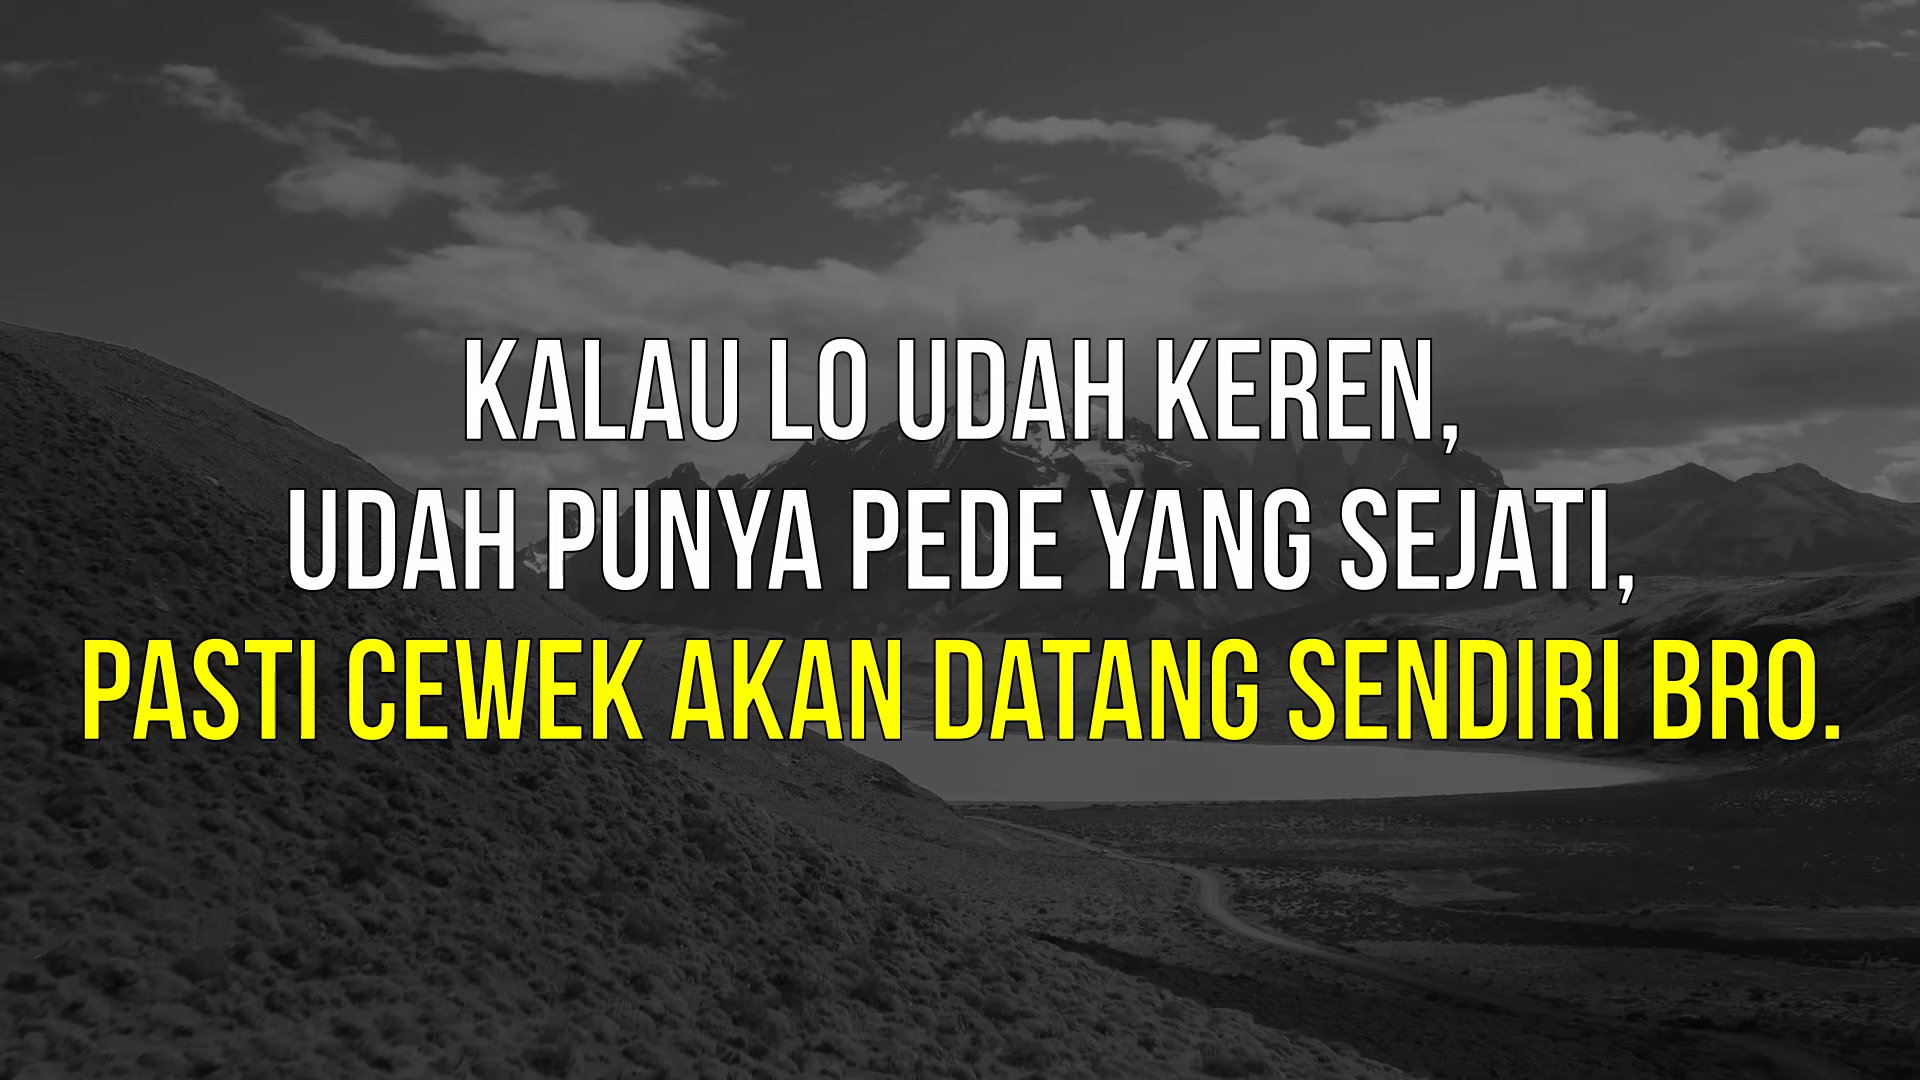 KALAU LO UDAH KEREN,
UDAH PUNYA PEDE YANG SEJATI,
PASTI CEWEK AKAN DATANG SENDIRI BRO.